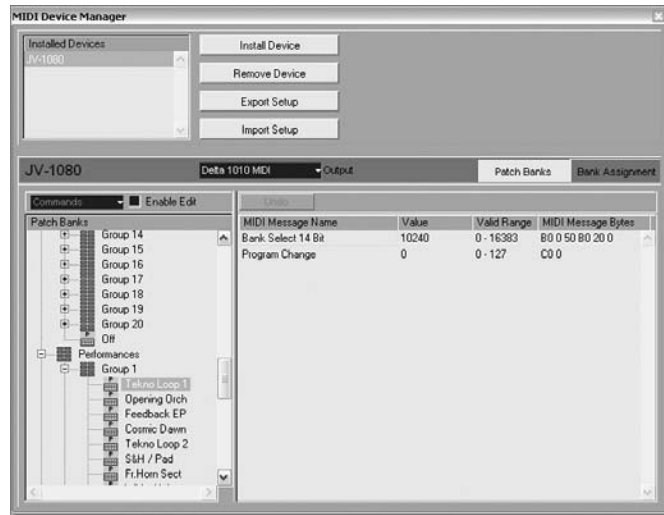 MIDI Device Manager
Installed Devices
JV-1080
Install Device
Remove Device
Export Setup
Import Setup
JV-1080 Delta 1010 MIDI Output Patch Banks Bank Assignment
Commands Enable Edit Undo
Patch Banks
Group 14
Group 15
Group 16
Group 17
Group 18
Group 19
Group 20
Off
Performances
Group 1
Tekno Loop 1
Opening Orch
Feedback EP
Cosmic Dawn
Tekno Loop 2
S&H / Pad
Fr.Horn Sect
MIDI Message Name Value Valid Range MIDI Message Bytes
Bank Select 14 Bit 10240 0 - 16383 B0 0 50 B0 20 0
Program Change 0 0 - 127 C0 0